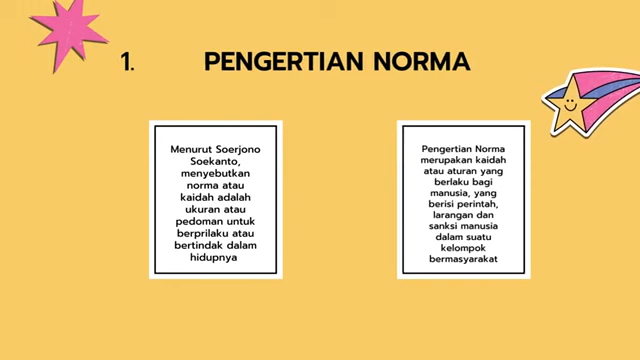 1. PENGERTIAN NORMA
Menurut Soerjono
Soekanto,
menyebutkan
norma atau
kaidah adalah
ukuran atau
pedoman untuk
berprilaku atau
bertindak dalam
hidupnya
Pengertian Norma
merupakan kaidah
atau aturan yang
berlaku bagi
manusia, yang
berisi perintah,
larangan dan
sanksi manusia
dalam suatu
kelompok
bermasyarakat